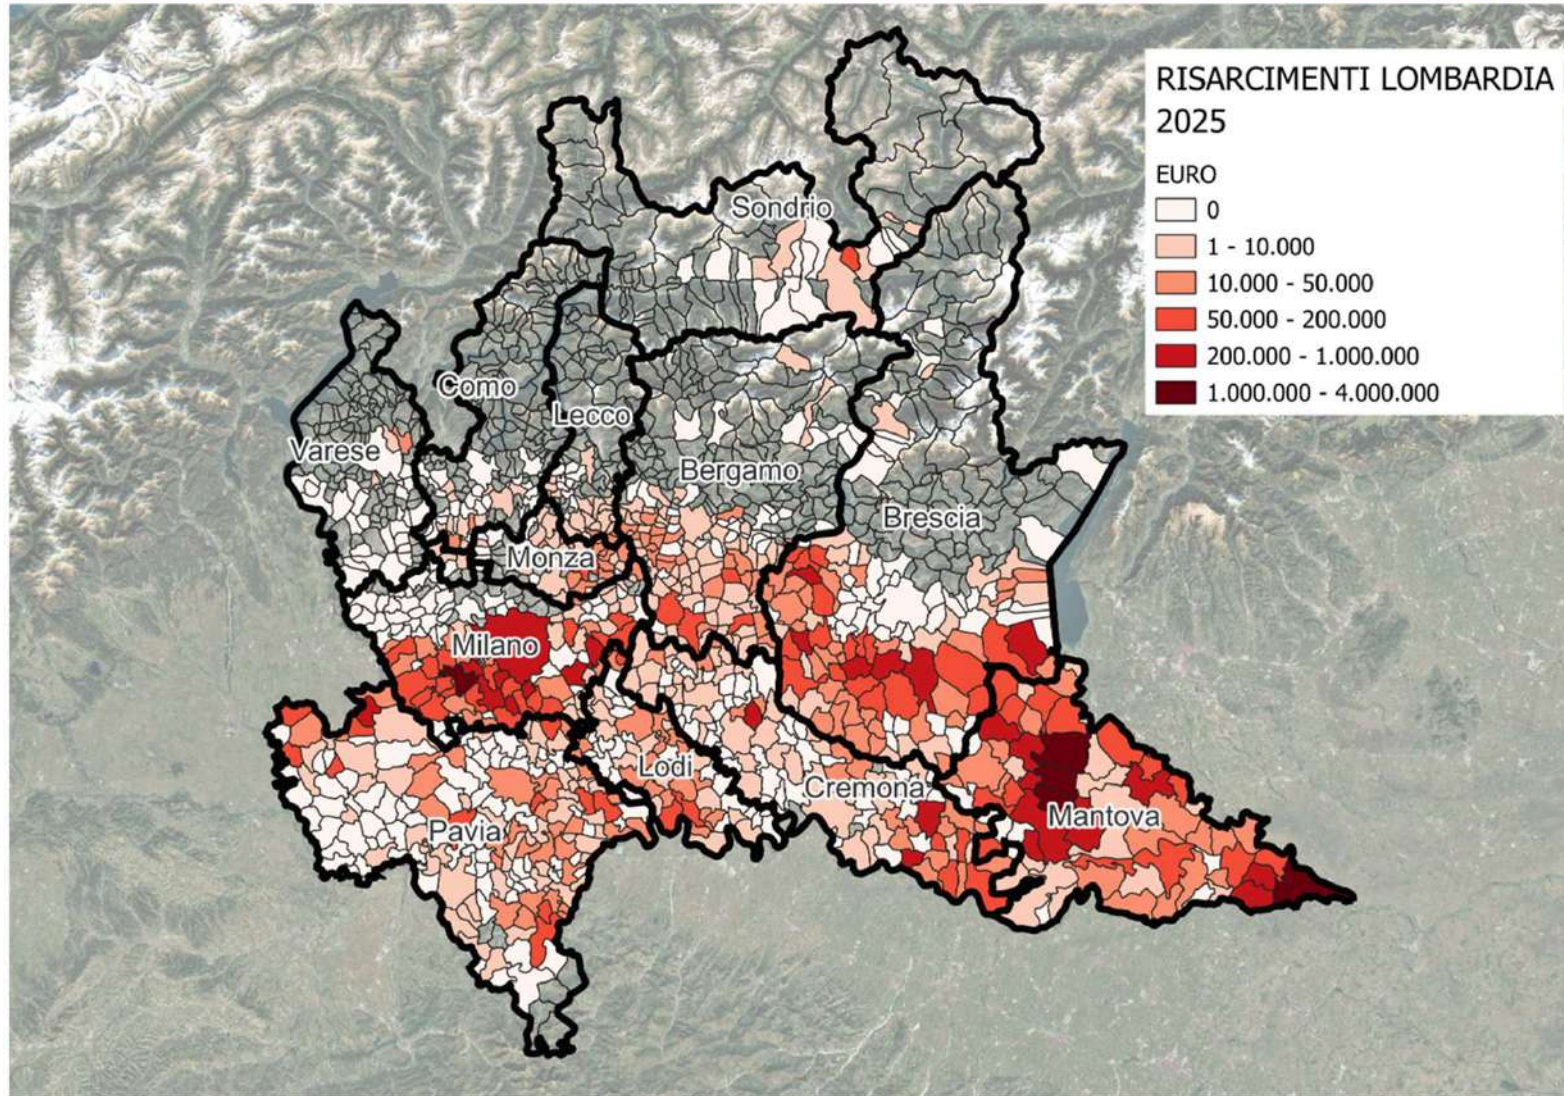 RISARCIMENTI LOMBARDIA
2025
EURO
0
1 - 10.000
10.000 - 50.000
50.000 - 200.000
200.000 - 1.000.000
1.000.000 - 4.000.000
Sondrio
Como
Lecco
Varese
Bergamo
Brescia
Monza
Milano
Lodi
Cremona
Mantova
Pavia